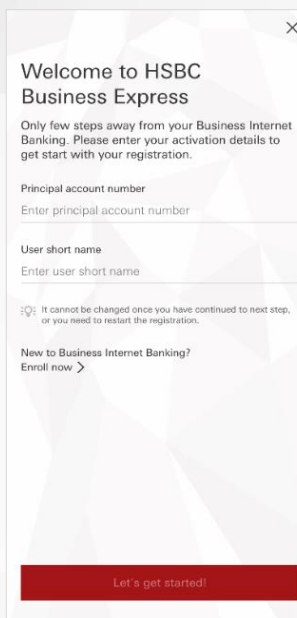 Welcome to HSBC
Business Express
Only few steps away from your Business Internet
Banking. Please enter your activation details to
get start with your registration.
Principal account number
Enter principal account number
User short name
Enter user short name
It cannot be changed once you have continued to next step,
or you need to restart the registration.
New to Business Internet Banking?
Enroll now
Let's get started!